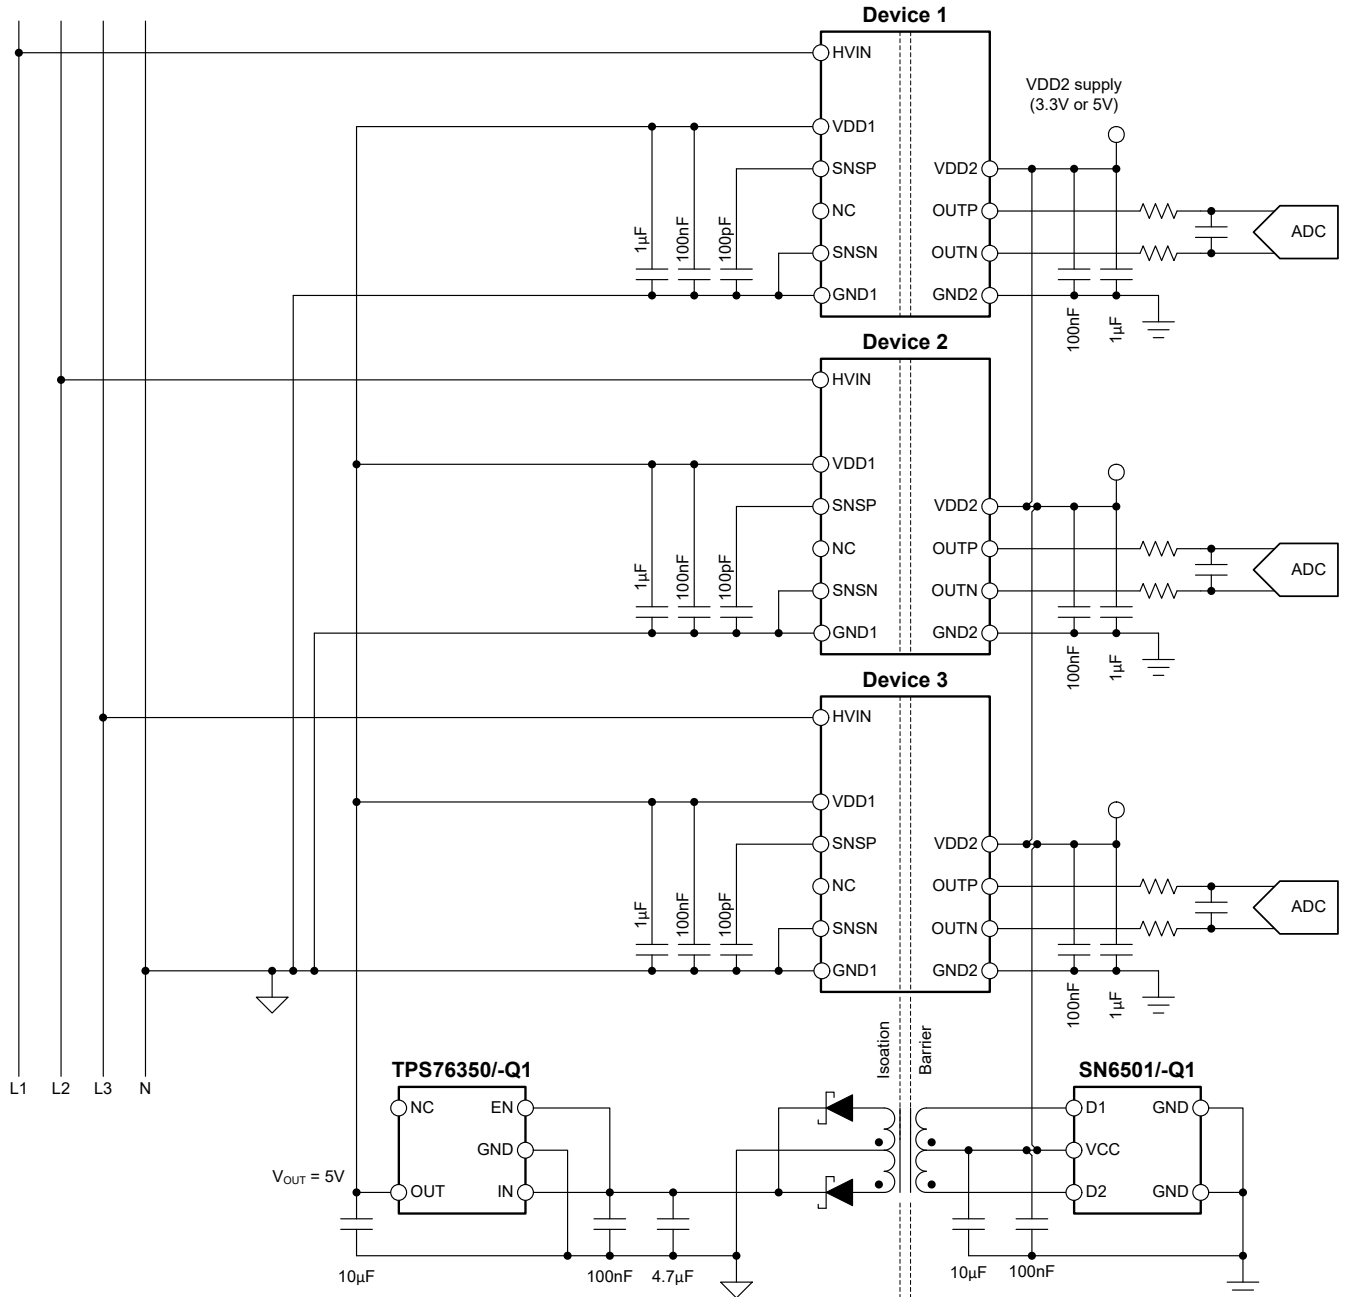 Device 1
HVIN
VDD2 supply
(3.3V or 5V)
VDD1
SNSP
VDD2
NC
OUTP
1µF
100nF
100pF
ADC
SNSN
OUTN
GND1
GND2
100nF
1µF
Device 2
HVIN
VDD1
SNSP
VDD2
NC
OUTP
1µF
100nF
100pF
ADC
SNSN
OUTN
GND1
GND2
100nF
1µF
Device 3
HVIN
VDD1
SNSP
VDD2
NC
OUTP
1µF
100nF
100pF
ADC
SNSN
OUTN
GND1
GND2
100nF
1µF
Isoation
Barrier
L1
L2
L3
N
TPS76350/-Q1
NC
EN
GND
VOUT = 5V
OUT
IN
10µF
100nF
4.7µF
SN6501/-Q1
D1
GND
VCC
D2
GND
10µF
100nF